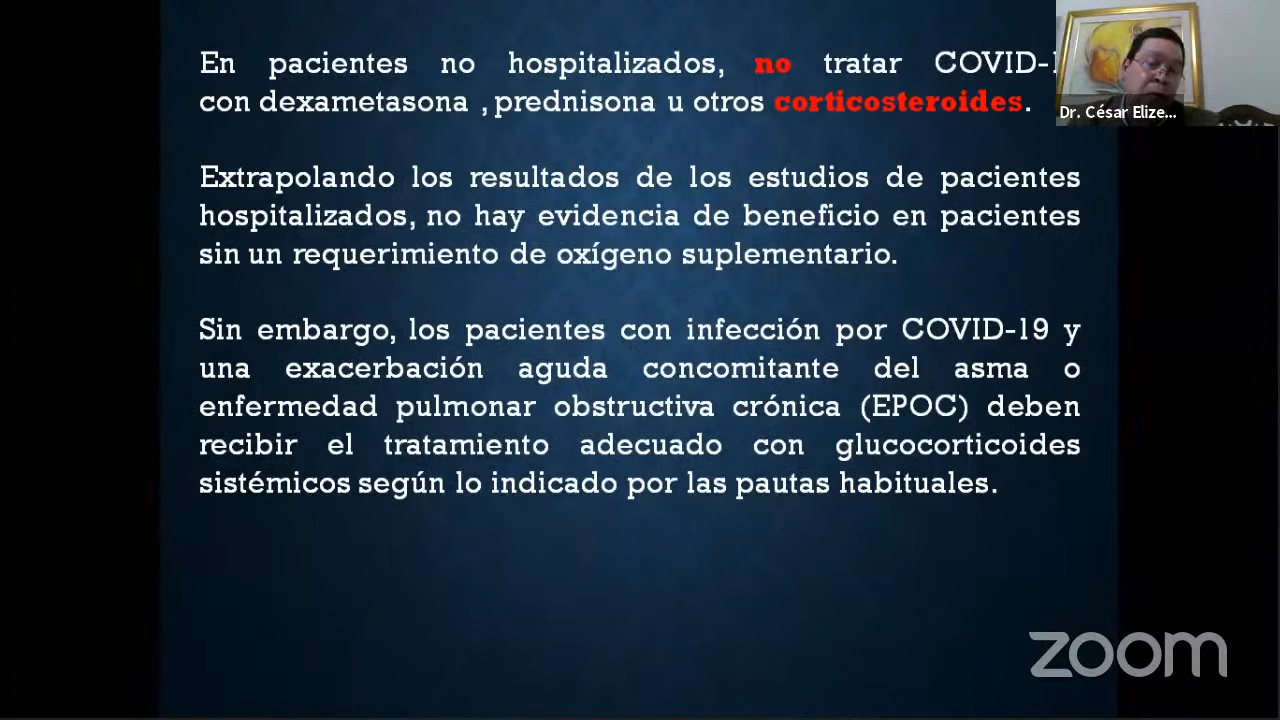 En pacientes no hospitalizados, no tratar COVID-
con dexametasona , prednisona u otros corticosteroides.
Dr. César Elize...
Extrapolando los resultados de los estudios de pacientes
hospitalizados, no hay evidencia de beneficio en pacientes
sin un requerimiento de oxígeno suplementario.
Sin embargo, los pacientes con infección por COVID-19 y
una exacerbación aguda concomitante del asma o
enfermedad pulmonar obstructiva crónica (EPOC) deben
recibir el tratamiento adecuado con glucocorticoides
sistémicos según lo indicado por las pautas habituales.
zoom